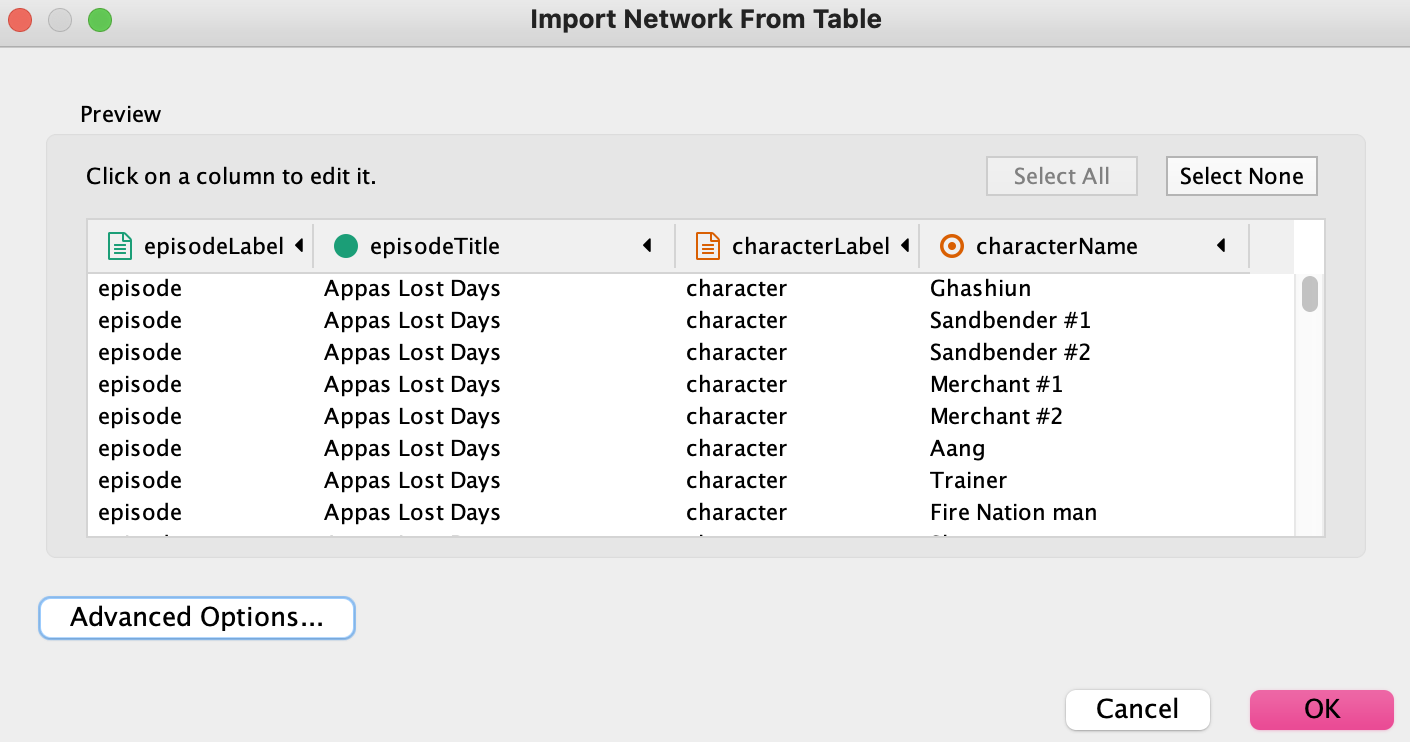 Import Network From Table
Preview
Click on a column to edit it. Select All Select None
episodeLabel episodeTitle characterLabel characterName
episode Appas Lost Days character Ghashiun
episode Appas Lost Days character Sandbender #1
episode Appas Lost Days character Sandbender #2
episode Appas Lost Days character Merchant #1
episode Appas Lost Days character Merchant #2
episode Appas Lost Days character Aang
episode Appas Lost Days character Trainer
episode Appas Lost Days character Fire Nation man
Advanced Options...
Cancel OK